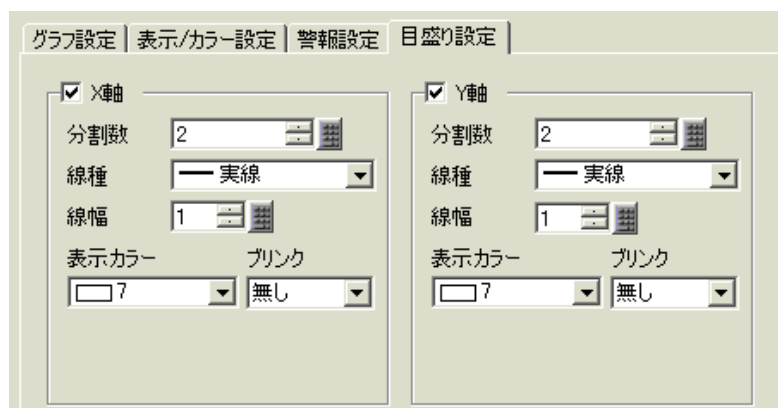 グラフ設定 表示/カラー設定 警報設定 目盛り設定
X軸 Y軸
分割数 2 分割数 2
線種 実線 線種 実線
線幅 1 線幅 1
表示カラー ブリンク 表示カラー ブリンク
7 無し 7 無し